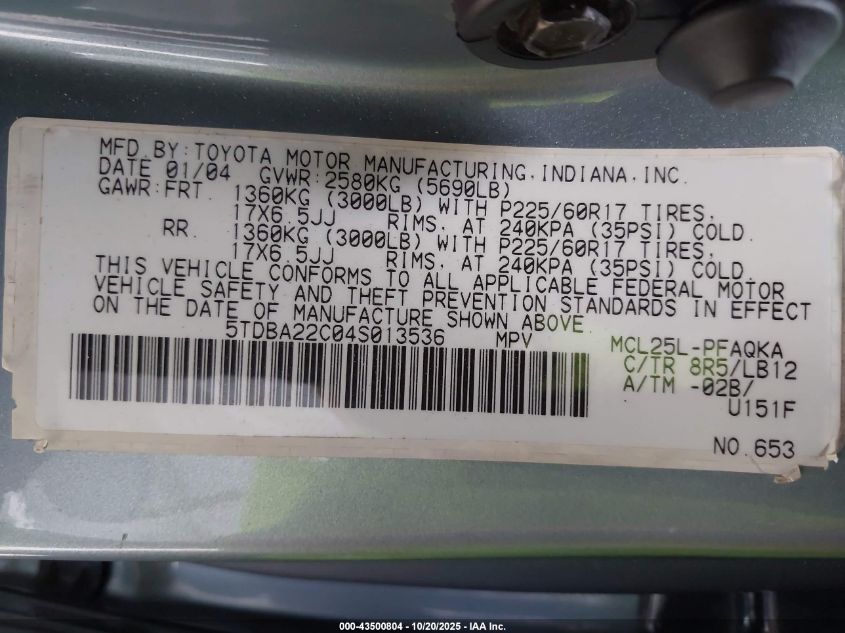 MFD.BY:TOYOTA MOTOR MANUFACTURING,INDIANA,INC.
DATE 01/04 GVWR:2580KG (5690LB)
GAWR:FRT. 1360KG (3000LB) WITH P225/60R17 TIRES,
17X6.5JJ RIMS, AT 240KPA (35PSI) COLD.
RR. 1360KG (3000LB) WITH P225/60R17 TIRES,
17X6.5JJ RIMS, AT 240KPA (35PSI) COLD.
THIS VEHICLE CONFORMS TO ALL APPLICABLE FEDERAL MOTOR
VEHICLE SAFETY AND THEFT PREVENTION STANDARDS IN EFFECT
ON THE DATE OF MANUFACTURE SHOWN ABOVE.
5TDBA22C04S013536 MPV
MCL25L-PFAQKA
C/TR 8R5/LB12
A/TM -02B/
U151F
NO.653
000-43500804 | 10/20/2025 - IAA Inc.